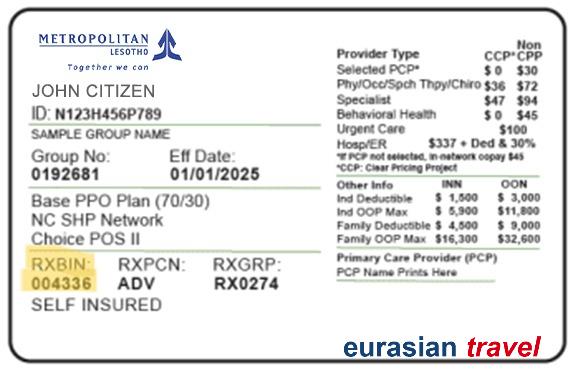 METROPOLITAN
LESOTHO
Together we can
JOHN CITIZEN
ID: N123H456P789
SAMPLE GROUP NAME
Group No: Eff Date:
0192681 01/01/2025
Base PPO Plan (70/30)
NC SHP Network
Choice POS II
RXBIN: RXPCN: RXGRP:
004336 ADV RX0274
SELF INSURED
Non
Provider Type CCP* CPP
Selected PCP* $ 0 $30
Phy/Occ/Spch Thpy/Chiro $36 $72
Specialist $47 $94
Behavioral Health $ 0 $45
Urgent Care $100
Hosp/ER $337 + Ded & 30%
*If PCP not selected, in-network copay $45
*CCP: Clear Pricing Project
Other Info INN OON
Ind Deductible $ 1,500 $ 3,000
Ind OOP Max $ 5,900 $11,800
Family Deductible $ 4,500 $ 9,000
Family OOP Max $16,300 $32,600
Primary Care Provider (PCP)
PCP Name Prints Here
eurasian travel